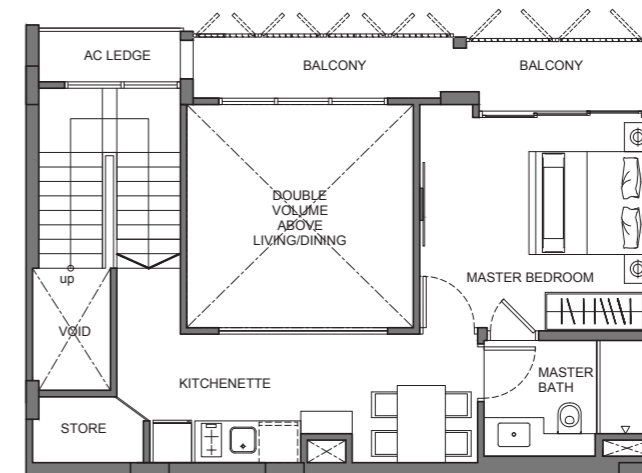 AC LEDGE
BALCONY
BALCONY
DOUBLE
VOLUME
ABOVE
LIVING/DINING
up
MASTER BEDROOM
VOID
KITCHENETTE
MASTER
BATH
STORE